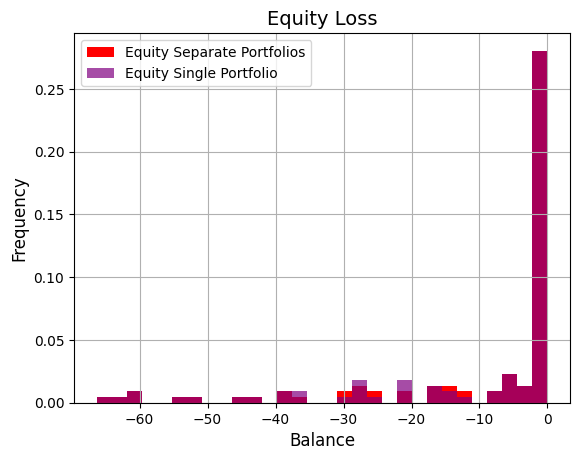 Equity Loss
Equity Separate Portfolios
Equity Single Portfolio
Frequency
0.25
0.20
0.15
0.10
0.05
0.00
−60 −50 −40 −30 −20 −10 0
Balance